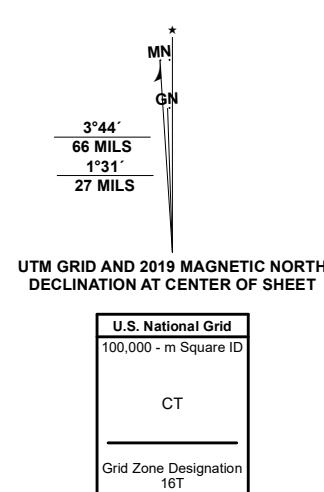 MN
GN
3°44´
66 MILS
1°31´
27 MILS
UTM GRID AND 2019 MAGNETIC NORTH
DECLINATION AT CENTER OF SHEET
U.S. National Grid
100,000 - m Square ID
CT
Grid Zone Designation
16T